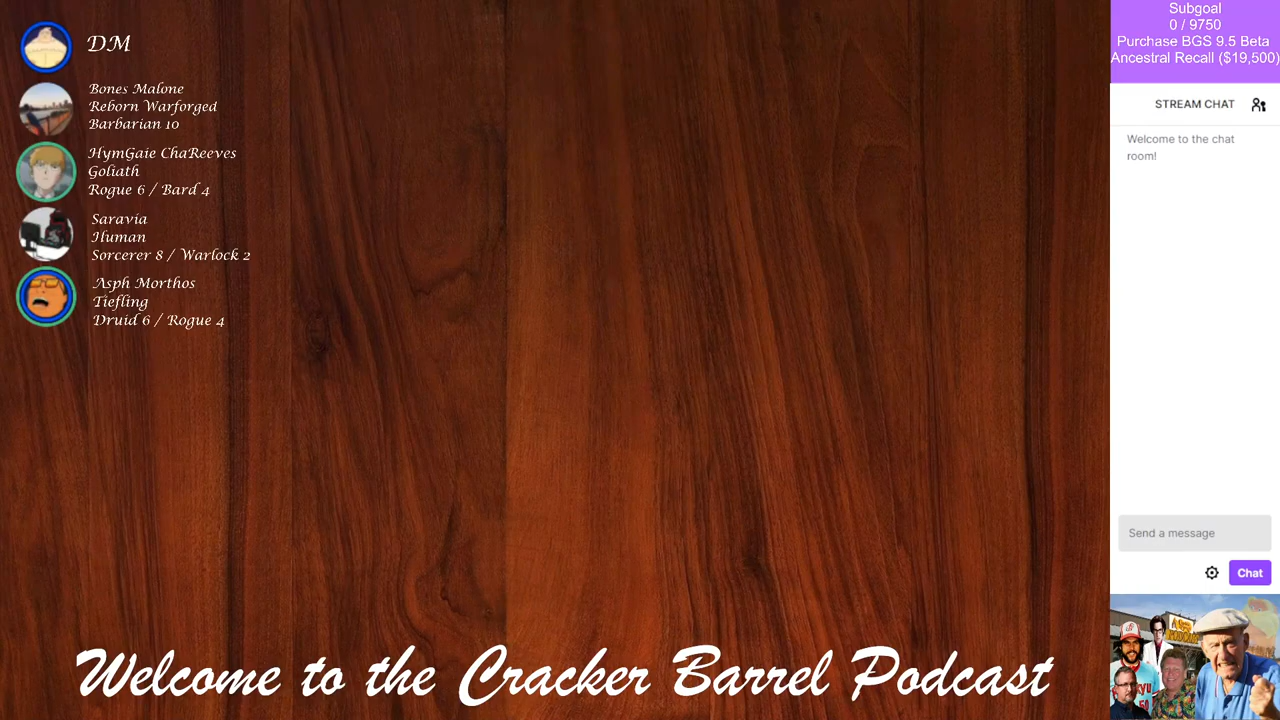 DM
Bones Malone
Reborn Warforged
Barbarian 10
HymGaie ChaReeves
Goliath
Rogue 6 / Bard 4
Saravia
Human
Sorcerer 8 / Warlock 2
Asph Morthos
Tiefling
Druid 6 / Rogue 4
Welcome to the Cracker Barrel Podcast
Subgoal
0 / 9750
Purchase BGS 9.5 Beta
Ancestral Recall ($19,500)
STREAM CHAT
Welcome to the chat
room!
Send a message
Chat